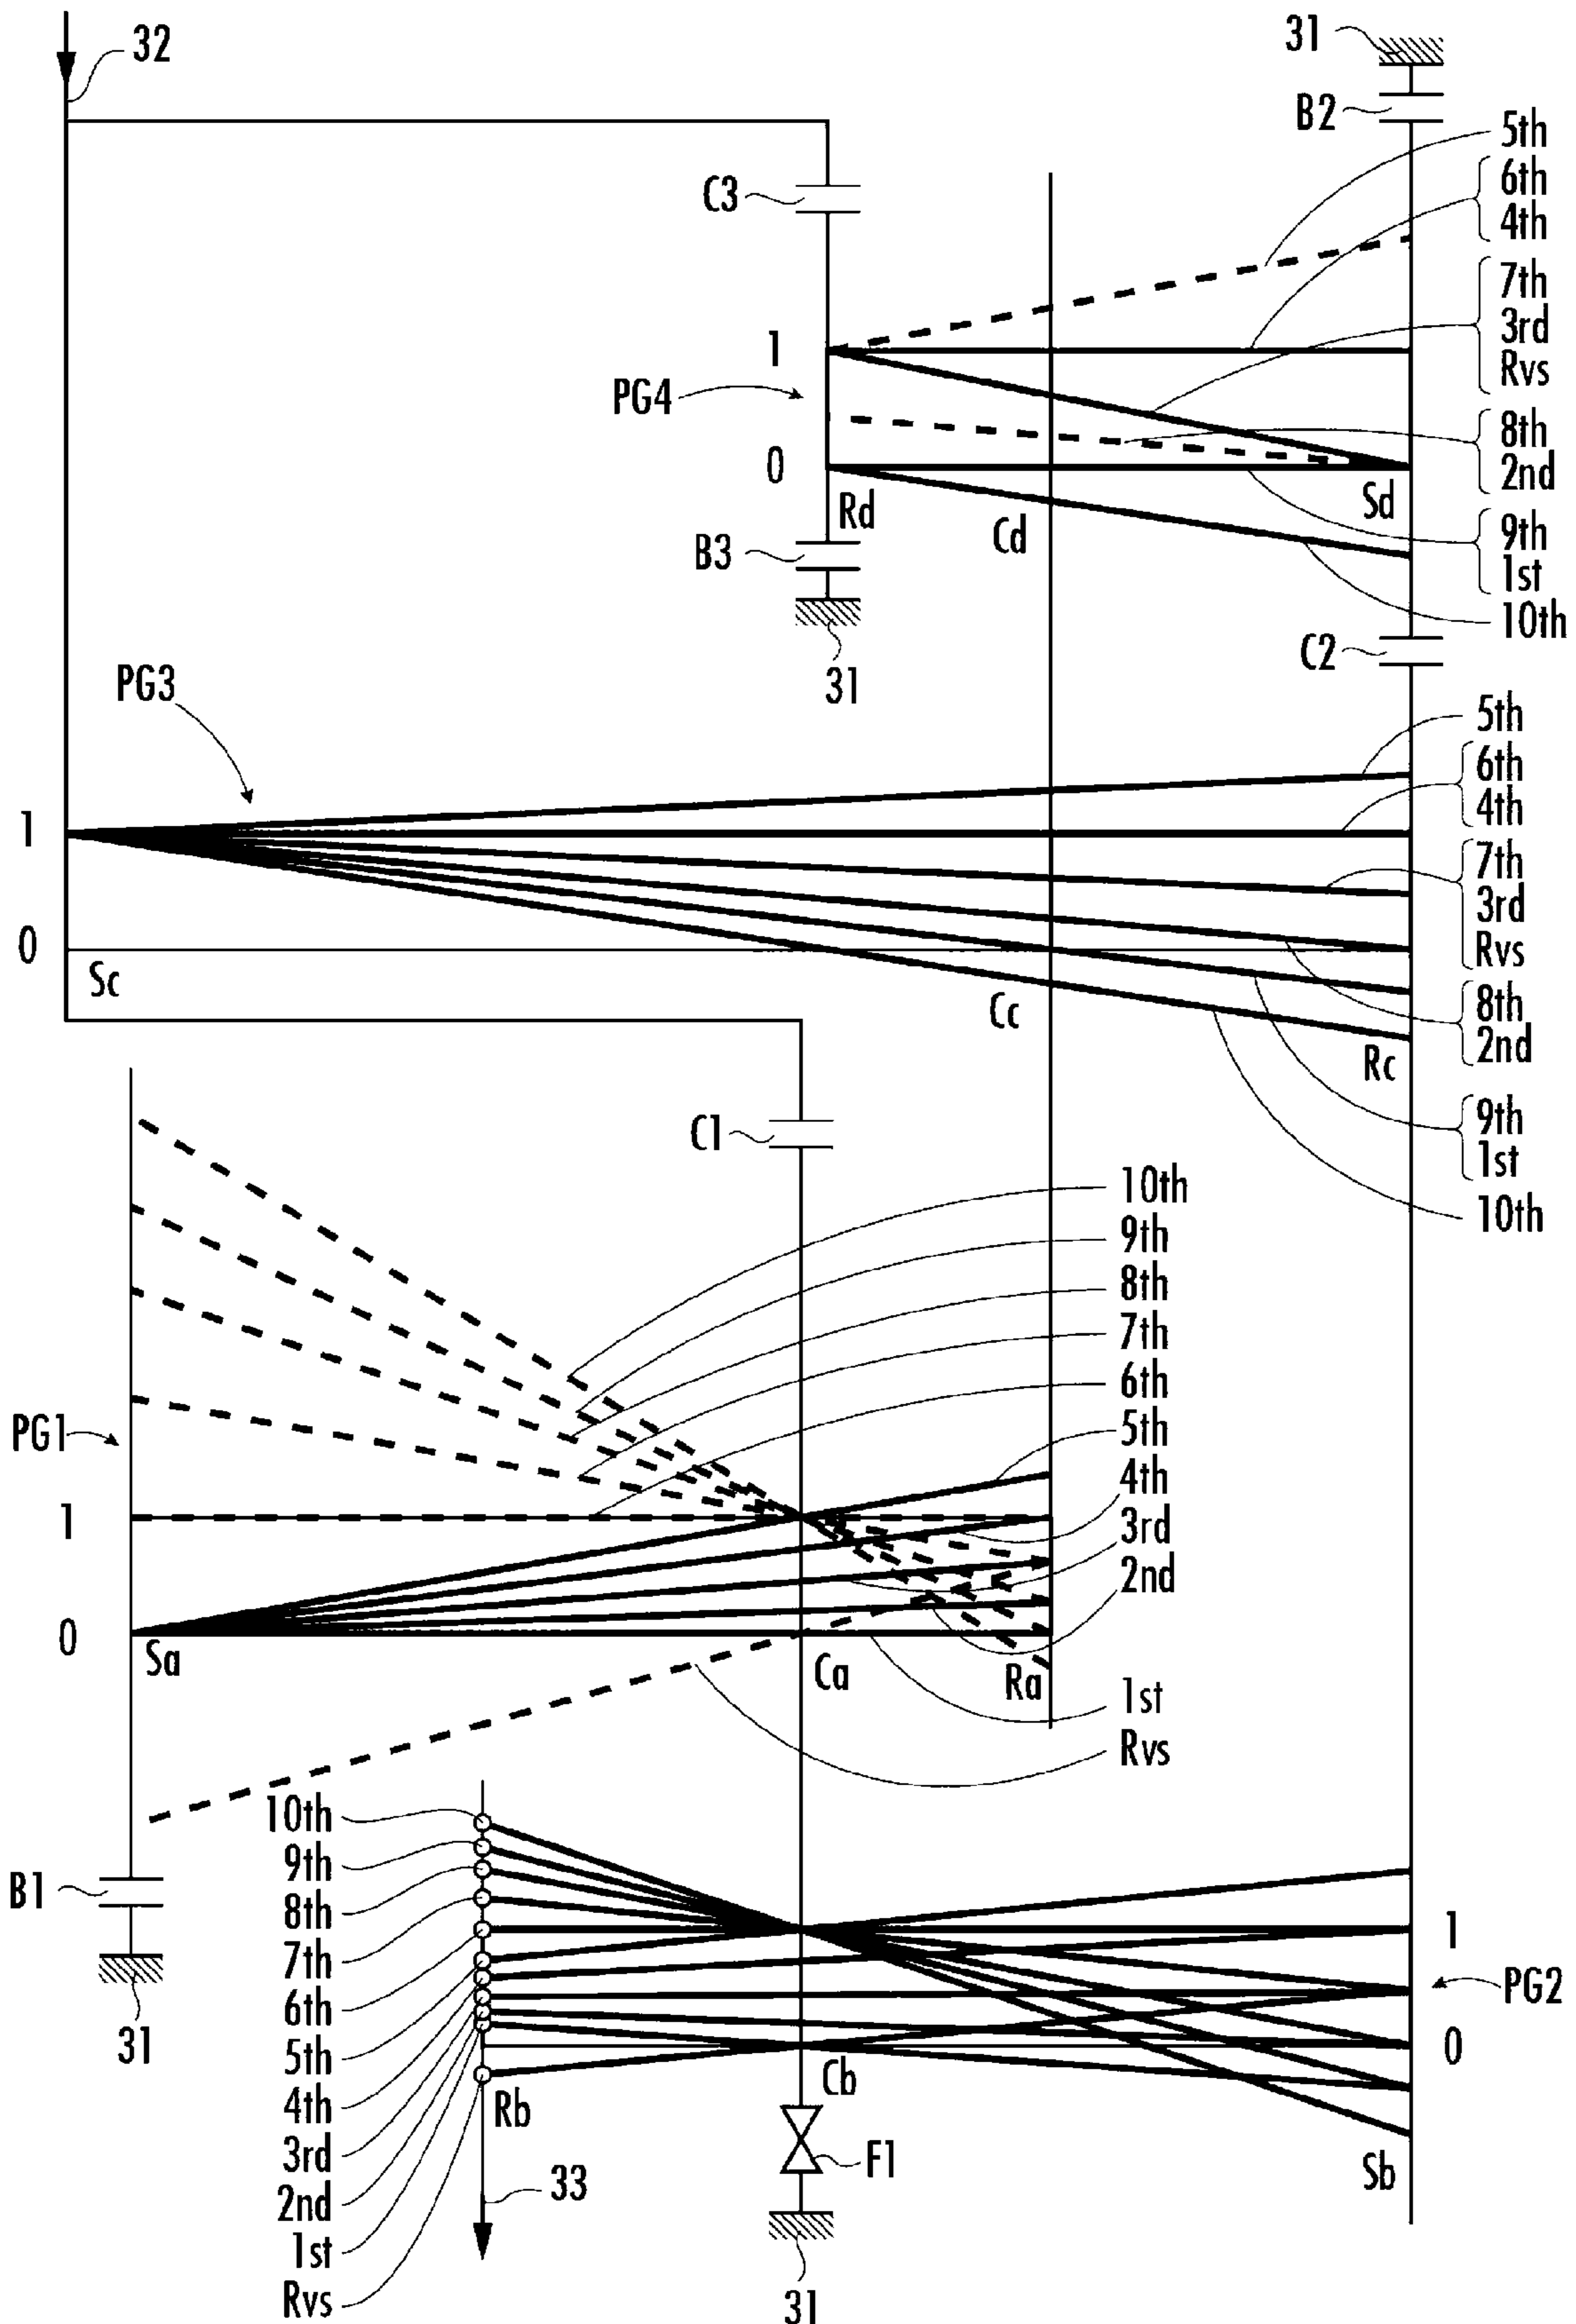 32
31
B2
5th
6th
4th
C3
7th
3rd
Rvs
1
PG4
8th
2nd
0
Rd
Sd
Cd
9th
1st
B3
10th
31
C2
PG3
5th
6th
4th
1
7th
3rd
Rvs
0
Sc
Cc
8th
2nd
Rc
9th
1st
10th
C1
10th
9th
8th
7th
6th
5th
4th
3rd
2nd
PG1
1
0
Sa
Ca
Ra
1st
Rvs
10th
9th
8th
7th
6th
5th
4th
3rd
2nd
1st
Rvs
B1
31
1
PG2
0
Cb
Rb
F1
Sb
33
31